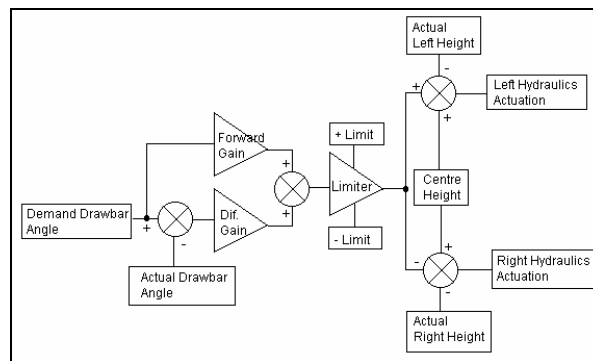 Actual
Left Height
-
+
Left Hydraulics
Actuation
+
Forward
Gain
+ Limit
+
Limiter
Centre
Height
Demand Drawbar
Angle
+
-
Dif.
Gain
+
- Limit
Actual Drawbar
Angle
+
-
-
Right Hydraulics
Actuation
Actual
Right Height